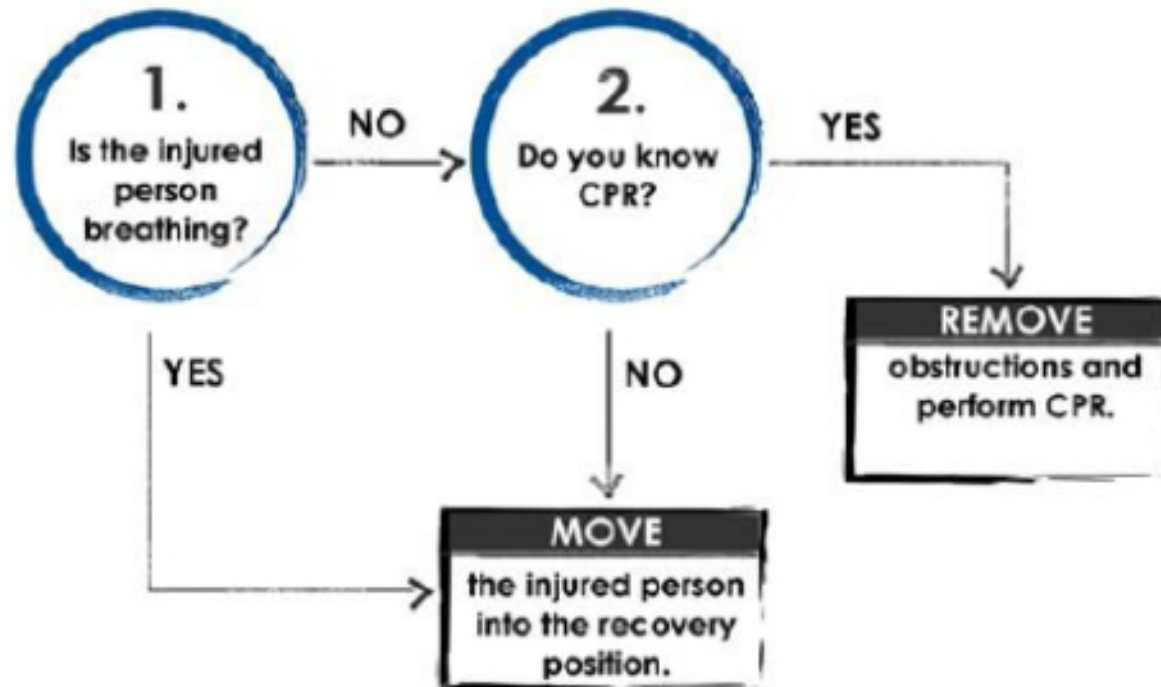 1.
Is the injured
person
breathing?
NO
2.
Do you know
CPR?
YES
REMOVE
obstructions and
perform CPR.
YES
NO
MOVE
the injured person
into the recovery
position.